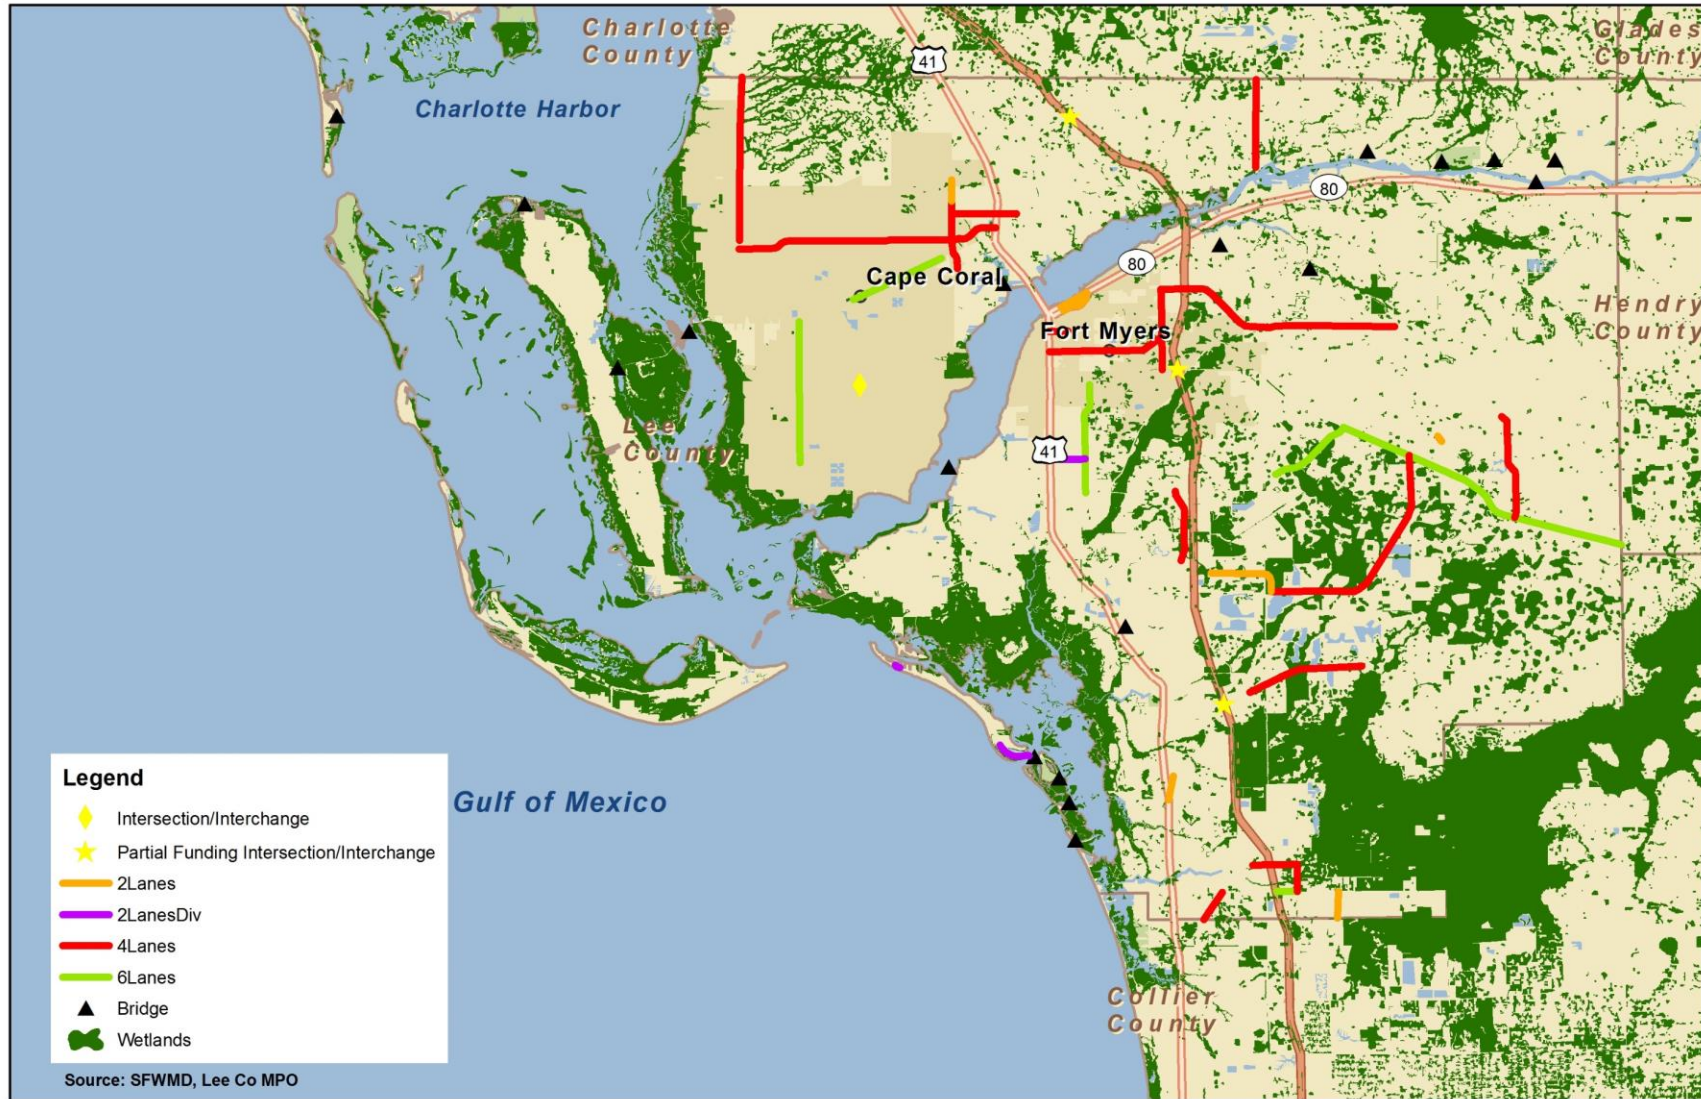 Charlotte
County
Glades
County
41
Charlotte Harbor
80
80
Cape Coral
Hendry
County
Fort Myers
Lee
County
41
Legend
Intersection/Interchange
Partial Funding Intersection/Interchange
2Lanes
2LanesDiv
4Lanes
6Lanes
Bridge
Wetlands
Source: SFWMD, Lee Co MPO
Gulf of Mexico
Collier
County